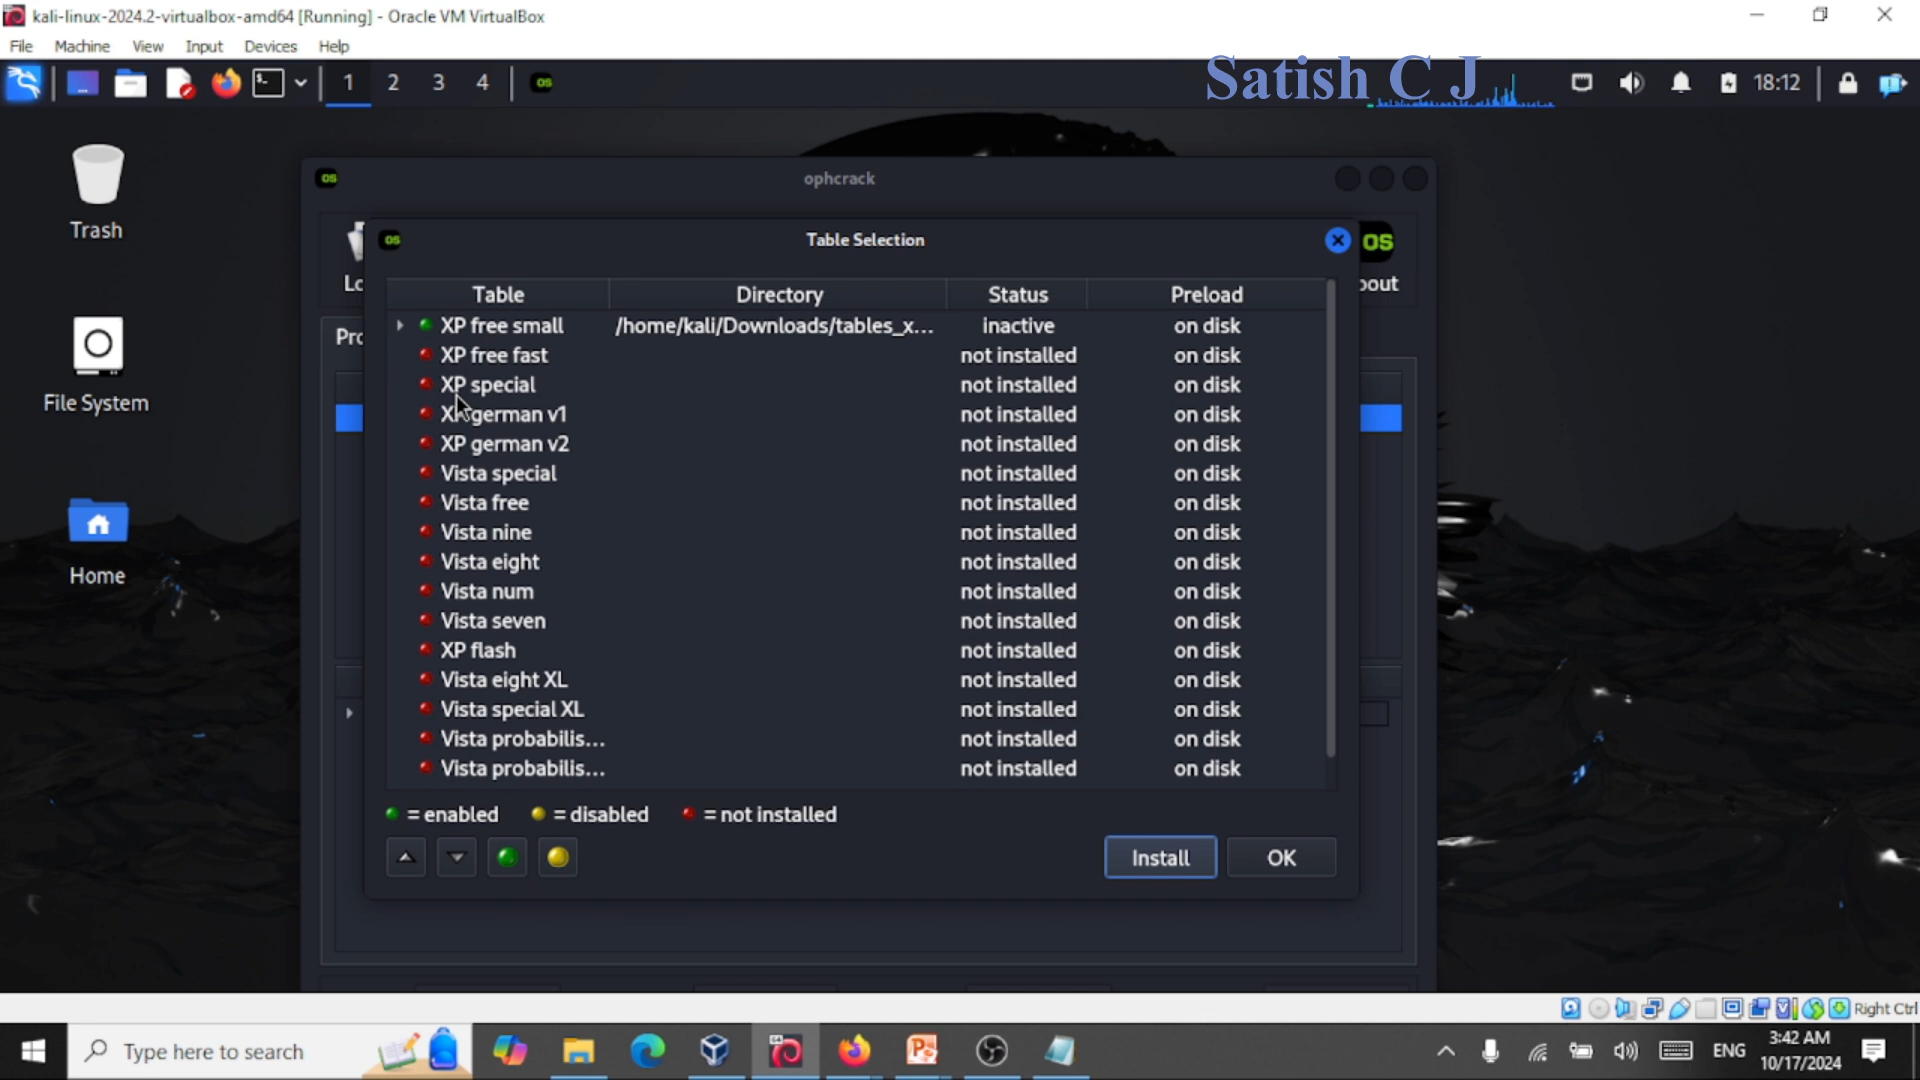 kali-linux-2024.2-virtualbox-amd64 [Running] - Oracle VM VirtualBox
File Machine View Input Devices Help
1 2 3 4 OS
Satish C J
18:12
Trash
File System
Home
OS ophcrack
OS Table Selection
OS
Table Directory Status Preload
XP free small /home/kali/Downloads/tables_x... inactive on disk
XP free fast not installed on disk
XP special not installed on disk
XP german v1 not installed on disk
XP german v2 not installed on disk
Vista special not installed on disk
Vista free not installed on disk
Vista nine not installed on disk
Vista eight not installed on disk
Vista num not installed on disk
Vista seven not installed on disk
XP flash not installed on disk
Vista eight XL not installed on disk
Vista special XL not installed on disk
Vista probabilis... not installed on disk
Vista probabilis... not installed on disk
= enabled = disabled = not installed
Install OK
Right Ctrl
Type here to search
ENG
3:42 AM
10/17/2024